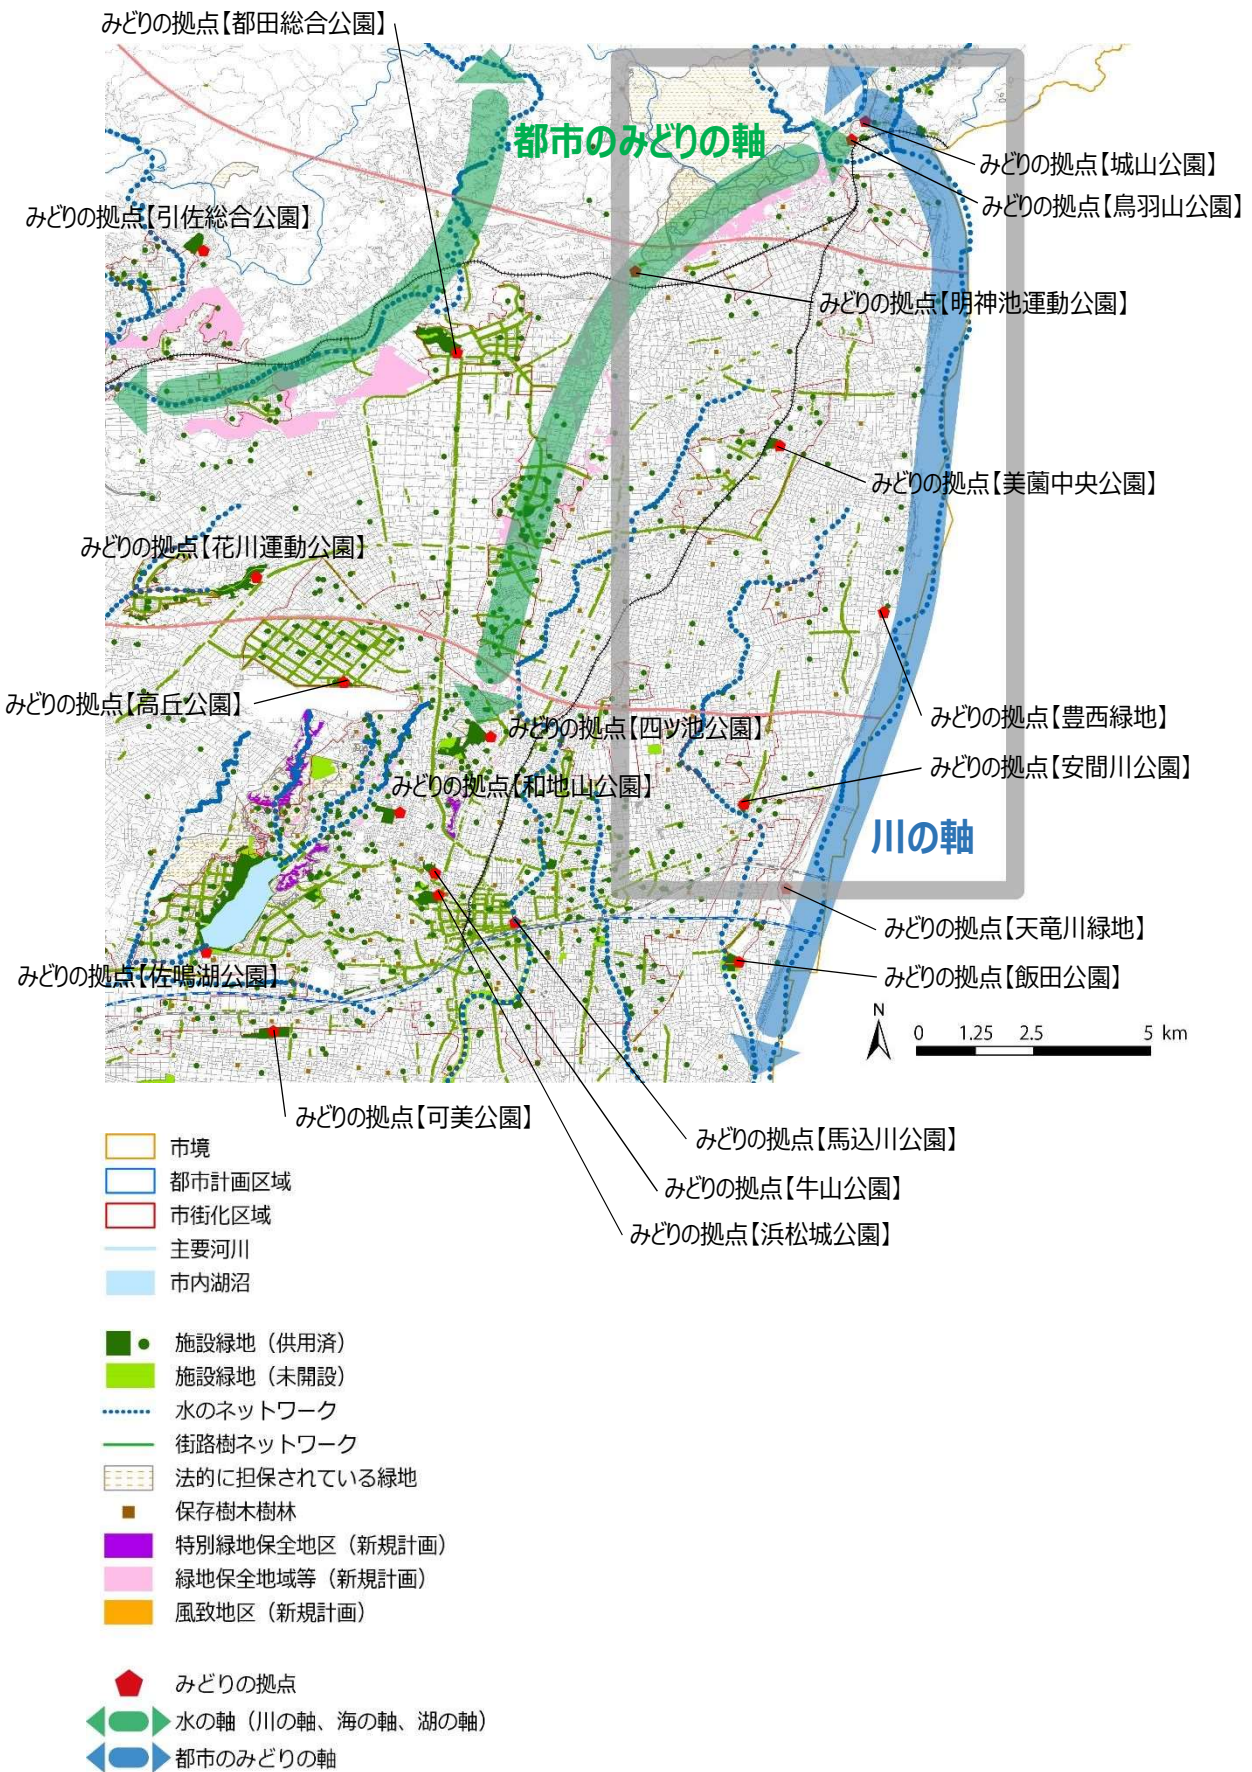 みどりの拠点【都田総合公園】
都市のみどりの軸
みどりの拠点【城山公園】
みどりの拠点【鳥羽山公園】
みどりの拠点【引佐総合公園】
みどりの拠点【明神池運動公園】
みどりの拠点【美薗中央公園】
みどりの拠点【花川運動公園】
みどりの拠点【高丘公園】
みどりの拠点【四ツ池公園】
みどりの拠点【豊西緑地】
みどりの拠点【安間川公園】
みどりの拠点【和地山公園】
川の軸
みどりの拠点【天竜川緑地】
みどりの拠点【佐鳴湖公園】
みどりの拠点【飯田公園】
N
0 1.25 2.5 5 km
みどりの拠点【可美公園】
みどりの拠点【馬込川公園】
みどりの拠点【牛山公園】
みどりの拠点【浜松城公園】
市境
都市計画区域
市街化区域
主要河川
市内湖沼
施設緑地（供用済）
施設緑地（未開設）
水のネットワーク
街路樹ネットワーク
法的に担保されている緑地
保存樹木樹林
特別緑地保全地区（新規計画）
緑地保全地域等（新規計画）
風致地区（新規計画）
みどりの拠点
水の軸（川の軸、海の軸、湖の軸）
都市のみどりの軸